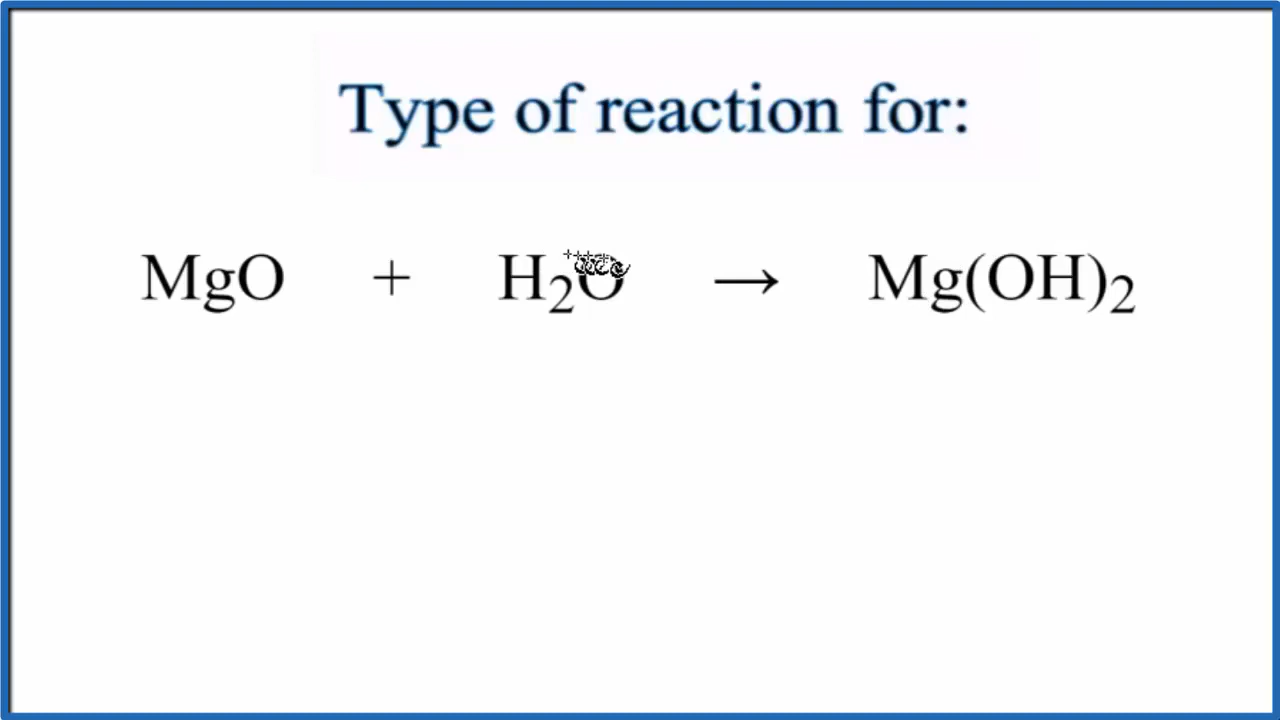 Type of reaction for:
MgO + H₂O → Mg(OH)₂